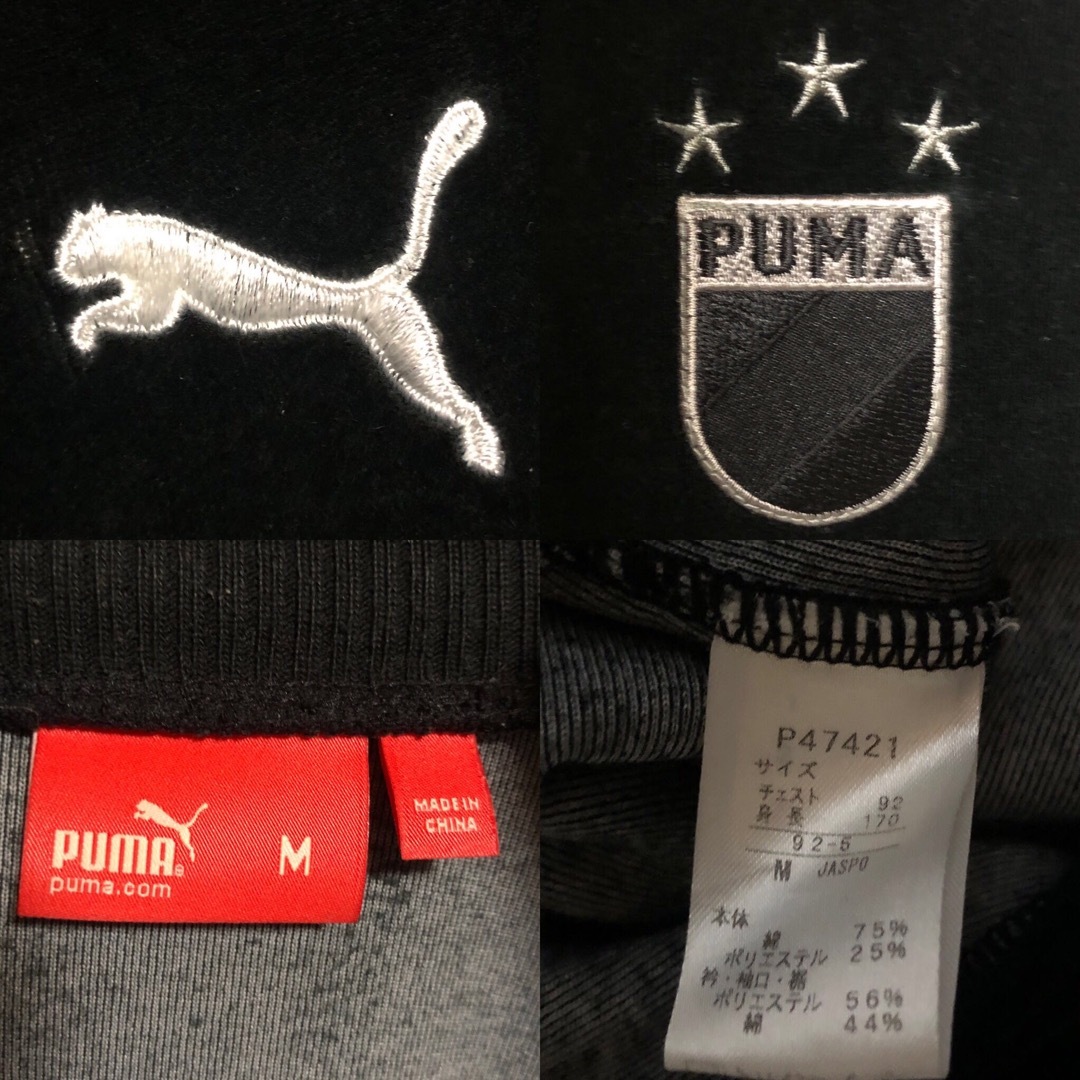 PUMA
PUMA M
puma.com
MADE IN
CHINA
P47421
サイズ
チェスト 92
身長 170
92-5
M JASPO
本体
綿 75%
ポリエステル 25%
衿・袖口・裾
ポリエステル 56%
綿 44%